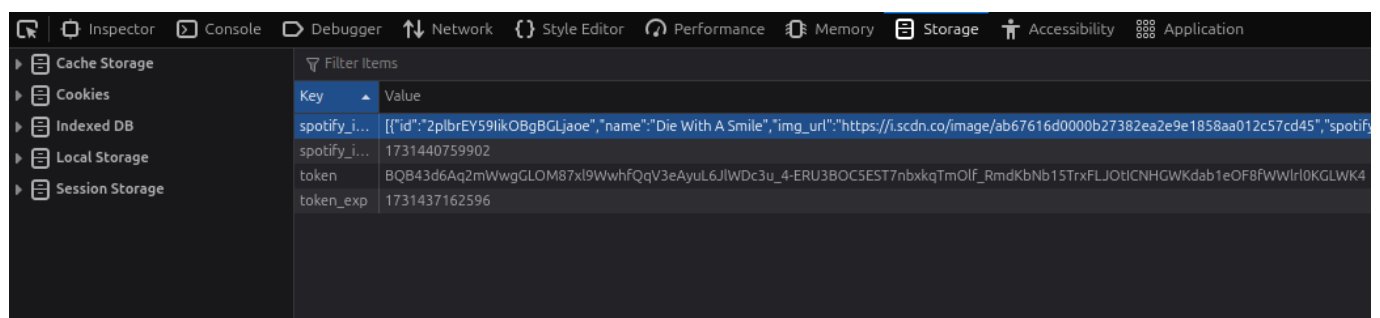 Inspector Console Debugger Network Style Editor Performance Memory Storage Accessibility Application
Cache Storage
Cookies
Indexed DB
Local Storage
Session Storage
Filter Items
Key Value
spotify_i... [{"id":"2plbrEY59IikOBgBGLjaoe","name":"Die With A Smile","img_url":"https://i.scdn.co/image/ab67616d0000b27382ea2e9e1858aa012c57cd45","spotify
spotify_i... 1731440759902
token BQB43d6Aq2mWwgGLOM87xl9WwhfQqV3eAyuL6JlWDc3u_4-ERU3BOC5EST7nbxkqTmOlf_RmdKbNb15TrxFLJOtICNHGWKdab1eOF8fWWlrl0KGLWK4
token_exp 1731437162596